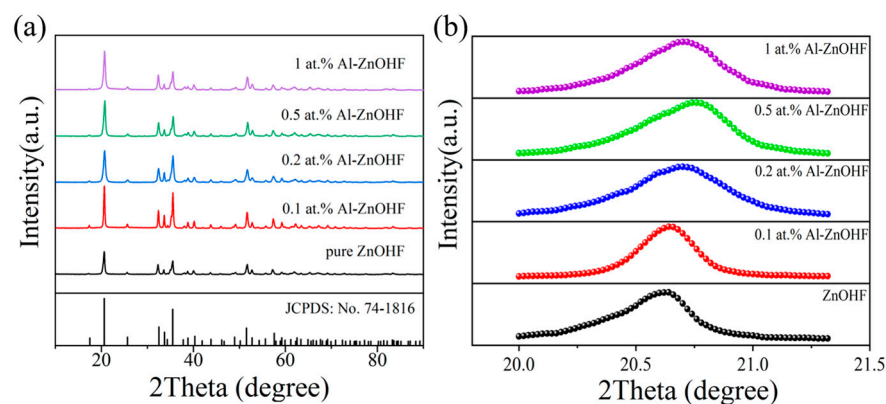 (a)
1 at.% Al-ZnOHF
0.5 at.% Al-ZnOHF
0.2 at.% Al-ZnOHF
0.1 at.% Al-ZnOHF
pure ZnOHF
JCPDS: No. 74-1816
Intensity(a.u.)
20 40 60 80
2Theta (degree)
(b)
1 at.% Al-ZnOHF
0.5 at.% Al-ZnOHF
0.2 at.% Al-ZnOHF
0.1 at.% Al-ZnOHF
ZnOHF
Intensity(a.u.)
20.0 20.5 21.0 21.5
2Theta (degree)